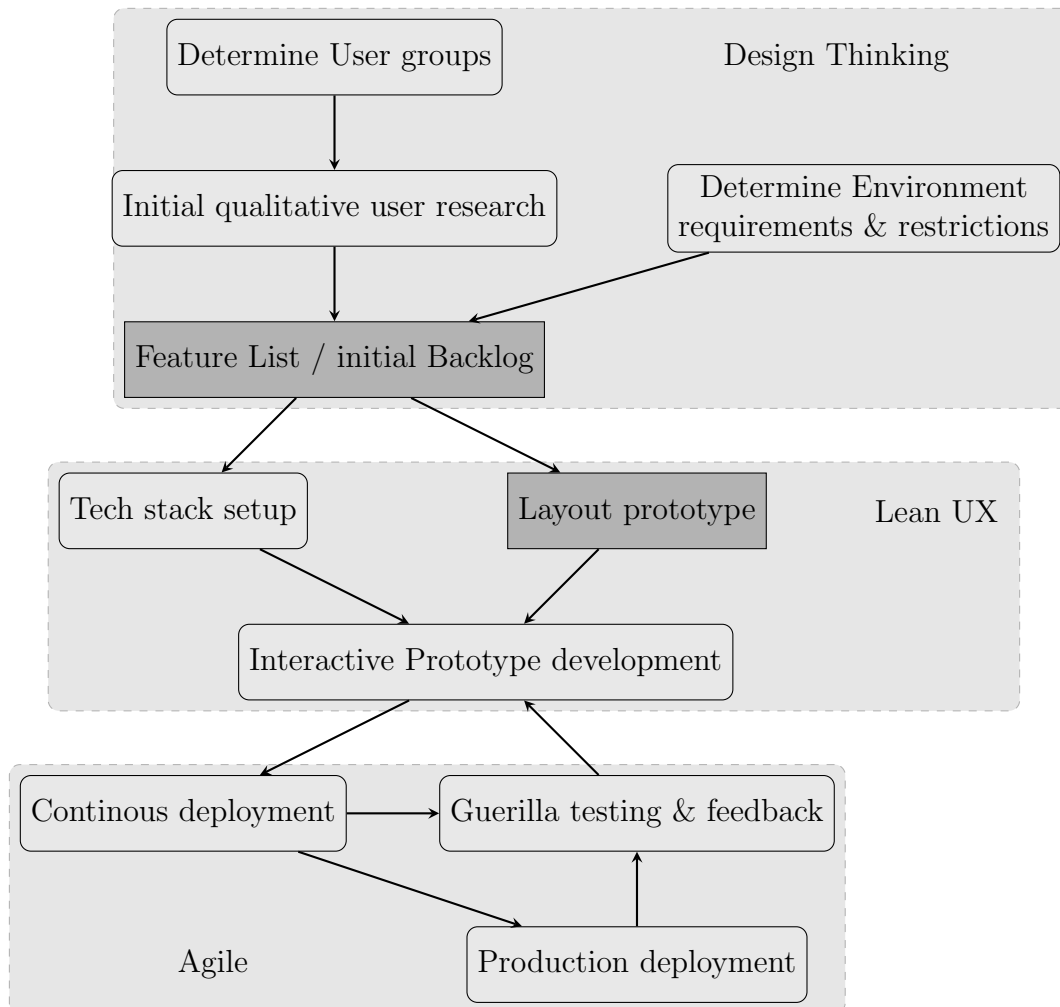 Determine User groups
Design Thinking
Initial qualitative user research
Determine Environment
requirements & restrictions
Feature List / initial Backlog
Tech stack setup
Layout prototype
Lean UX
Interactive Prototype development
Continous deployment
Guerilla testing & feedback
Agile
Production deployment